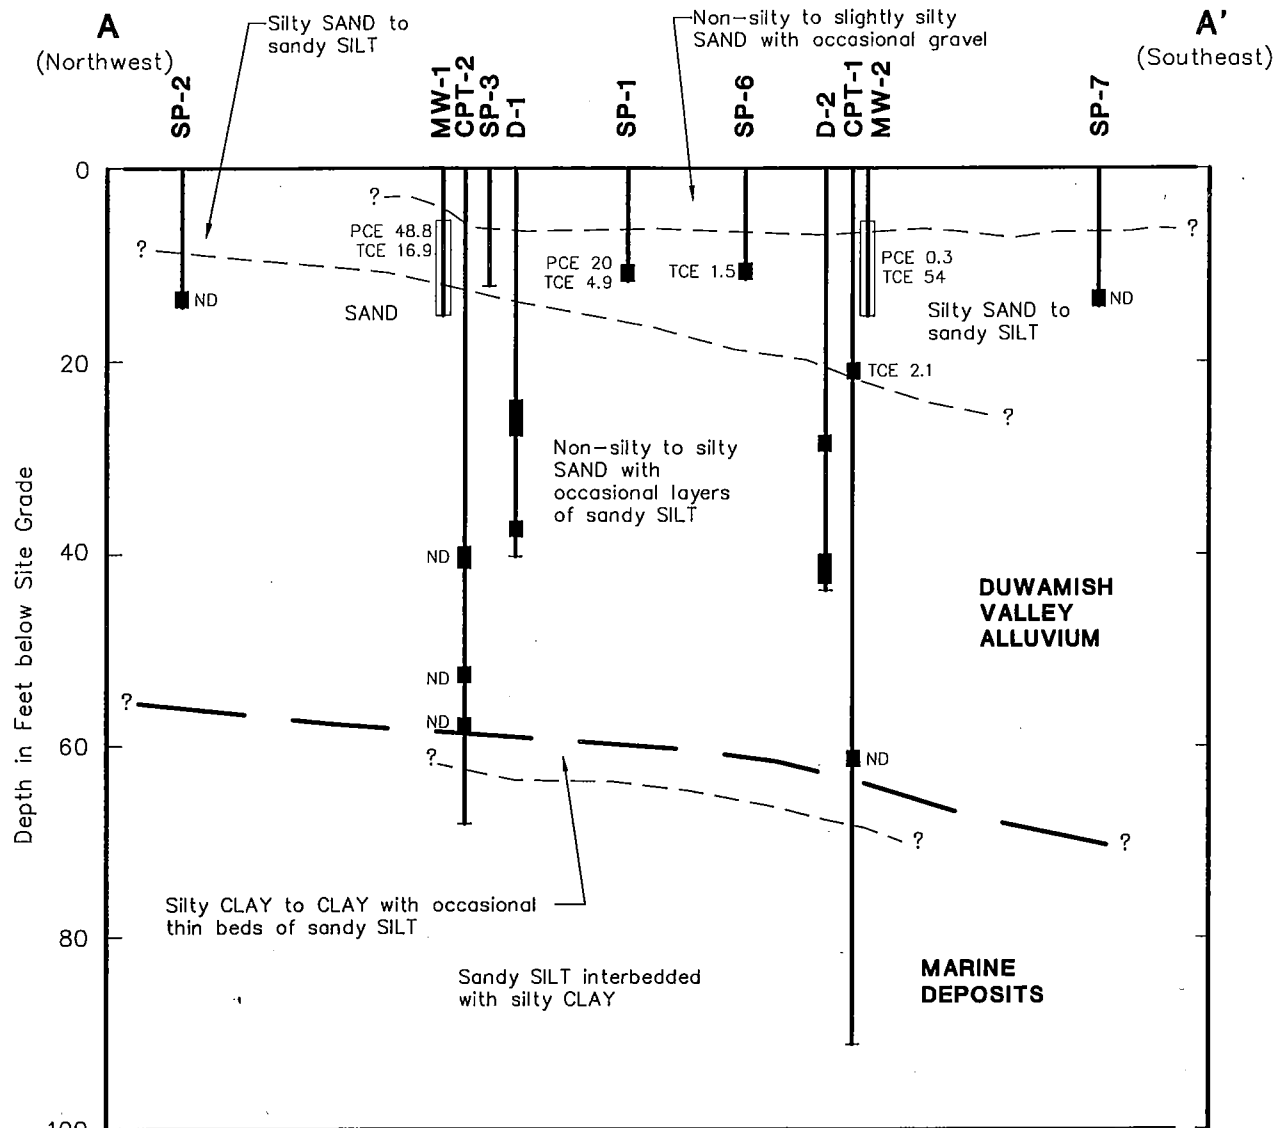 A
(Northwest)
Silty SAND to
sandy SILT
Non-silty to slightly silty
SAND with occasional gravel
A'
(Southeast)
SP-2
MW-1
CPT-2
SP-3
D-1
SP-1
SP-6
D-2
CPT-1
MW-2
SP-7
0
?
?
?
PCE 48.8
TCE 16.9
PCE 20
TCE 4.9
TCE 1.5
PCE 0.3
TCE 54
ND
SAND
Silty SAND to
sandy SILT
ND
20
TCE 2.1
?
Non-silty to silty
SAND with
occasional layers
of sandy SILT
Depth in Feet below Site Grade
40
ND
DUWAMISH
VALLEY
ALLUVIUM
ND
?
ND
60
?
ND
?
?
Silty CLAY to CLAY with occasional
thin beds of sandy SILT
80
Sandy SILT interbedded
with silty CLAY
MARINE
DEPOSITS
100